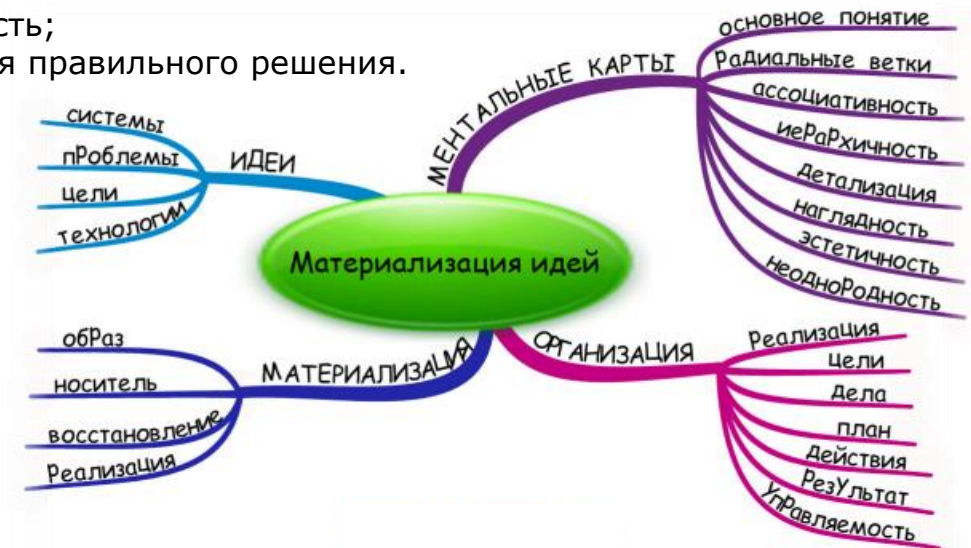 сть;
я правильного решения.
Материализация идей
ИДЕИ
системы
проблемы
цели
технологии
МЕНТАЛЬНЫЕ КАРТЫ
основное понятие
Радиальные ветки
ассоциативность
иерархичность
детализация
наглядность
эстетичность
неоднородность
МАТЕРИАЛИЗАЦИЯ
образ
носитель
восстановление
Реализация
ОРГАНИЗАЦИЯ
Реализация
цели
дела
план
действия
Результат
Управляемость